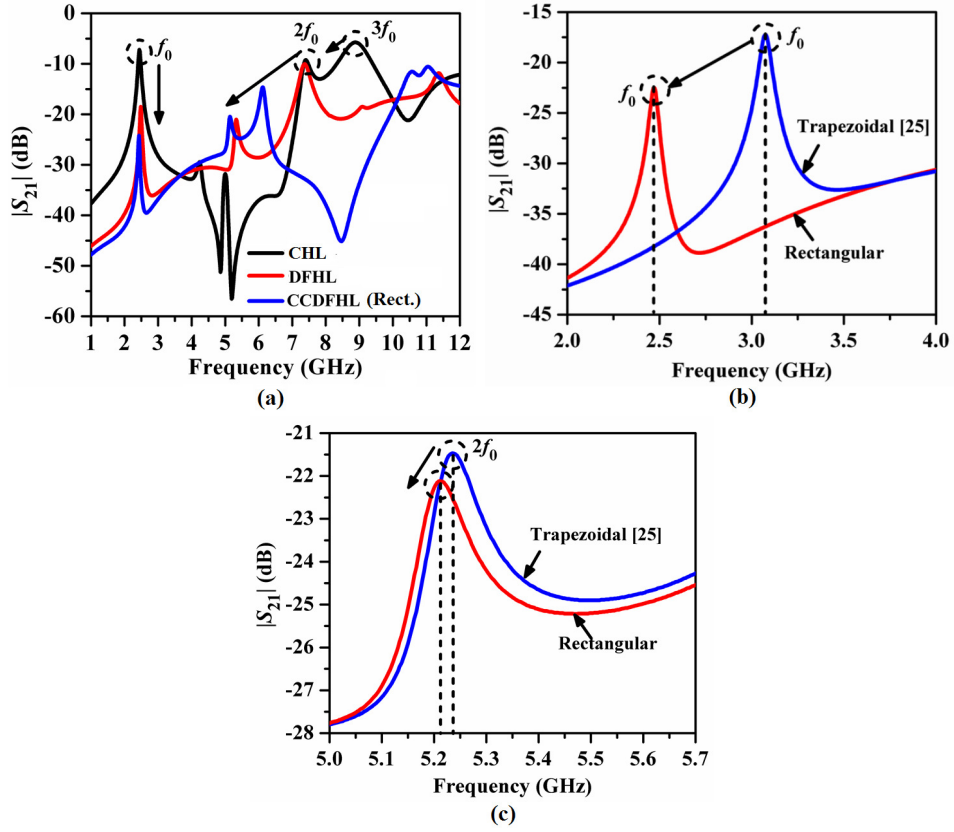 0
-10
-20
-30
-40
-50
-60
|S21| (dB)
f0
2f0
3f0
CHL
DFHL
CCDFHL (Rect.)
1 2 3 4 5 6 7 8 9 10 11 12
Frequency (GHz)
(a)
-15
-20
-25
-30
-35
-40
-45
|S21| (dB)
f0
f0
Trapezoidal [25]
Rectangular
2.0 2.5 3.0 3.5 4.0
Frequency (GHz)
(b)
-21
-22
-23
-24
-25
-26
-27
-28
|S21| (dB)
2f0
Trapezoidal [25]
Rectangular
5.0 5.1 5.2 5.3 5.4 5.5 5.6 5.7
Frequency (GHz)
(c)